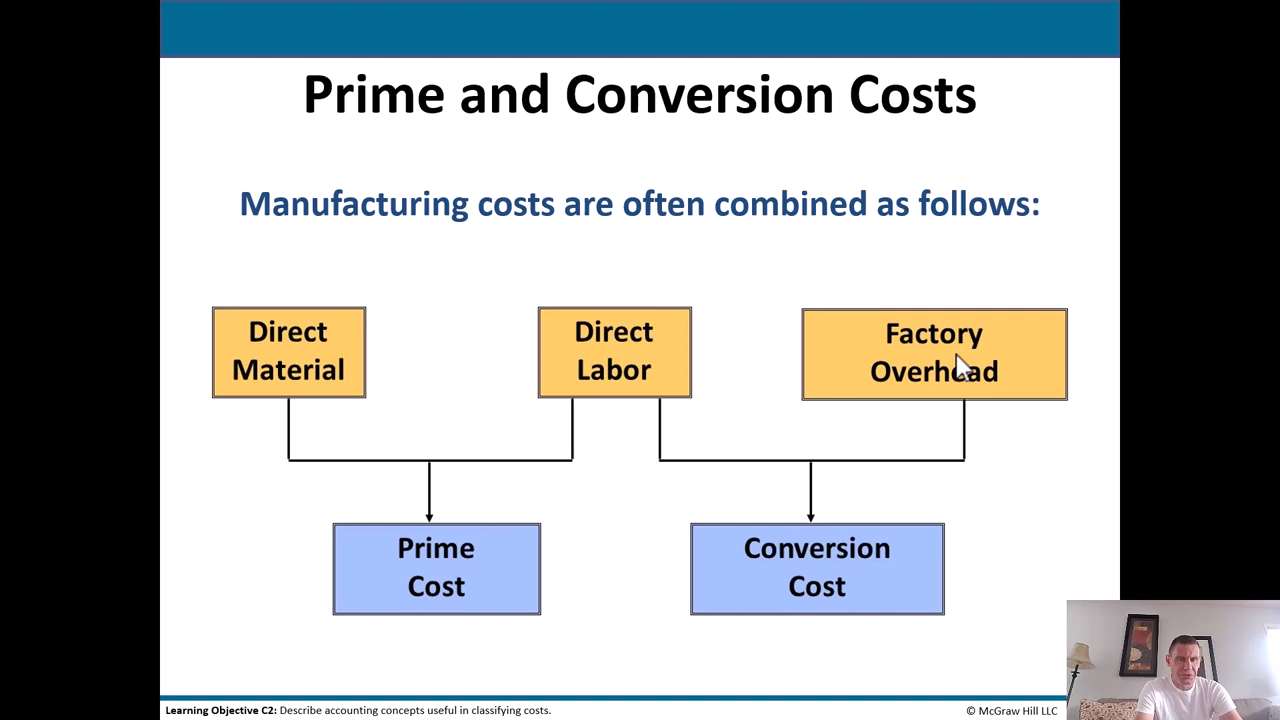 Prime and Conversion Costs
Manufacturing costs are often combined as follows:
Direct
Material
Direct
Labor
Factory
Overhead
Prime
Cost
Conversion
Cost
Learning Objective C2: Describe accounting concepts useful in classifying costs.
© McGraw Hill LLC